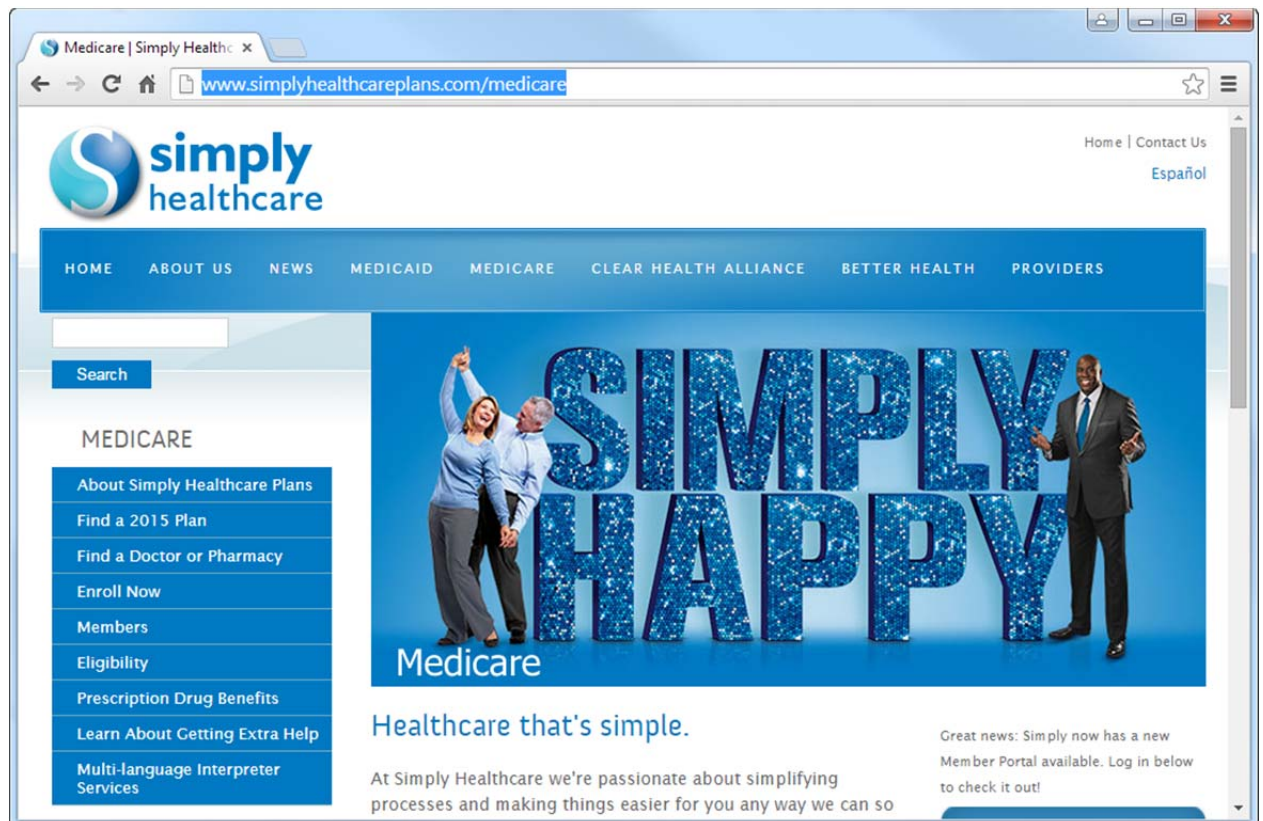 Medicare | Simply Healthc
www.simplyhealthcareplans.com/medicare
simply
healthcare
Home | Contact Us
Español
HOME ABOUT US NEWS MEDICAID MEDICARE CLEAR HEALTH ALLIANCE BETTER HEALTH PROVIDERS
Search
MEDICARE
About Simply Healthcare Plans
Find a 2015 Plan
Find a Doctor or Pharmacy
Enroll Now
Members
Eligibility
Prescription Drug Benefits
Learn About Getting Extra Help
Multi-language Interpreter
Services
SIMPLY
HAPPY
Medicare
Healthcare that's simple.
At Simply Healthcare we're passionate about simplifying
processes and making things easier for you any way we can so
Great news: Simply now has a new
Member Portal available. Log in below
to check it out!